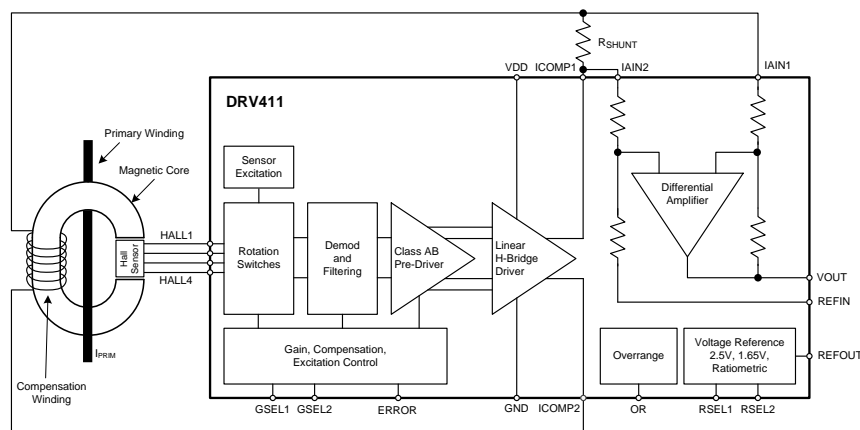 RSHUNT
VDD
ICOMP1
IAIN2
IAIN1
DRV411
Primary Winding
Magnetic Core
Sensor
Excitation
Differential
Amplifier
HALL1
HALL4
Hall
Sensor
Rotation
Switches
Demod
and
Filtering
Class AB
Pre-Driver
Linear
H-Bridge
Driver
VOUT
REFIN
IPRIM
Compensation
Winding
Gain, Compensation,
Excitation Control
Overrange
Voltage Reference
2.5V, 1.65V,
Ratiometric
REFOUT
GSEL1
GSEL2
ERROR
GND
ICOMP2
OR
RSEL1
RSEL2